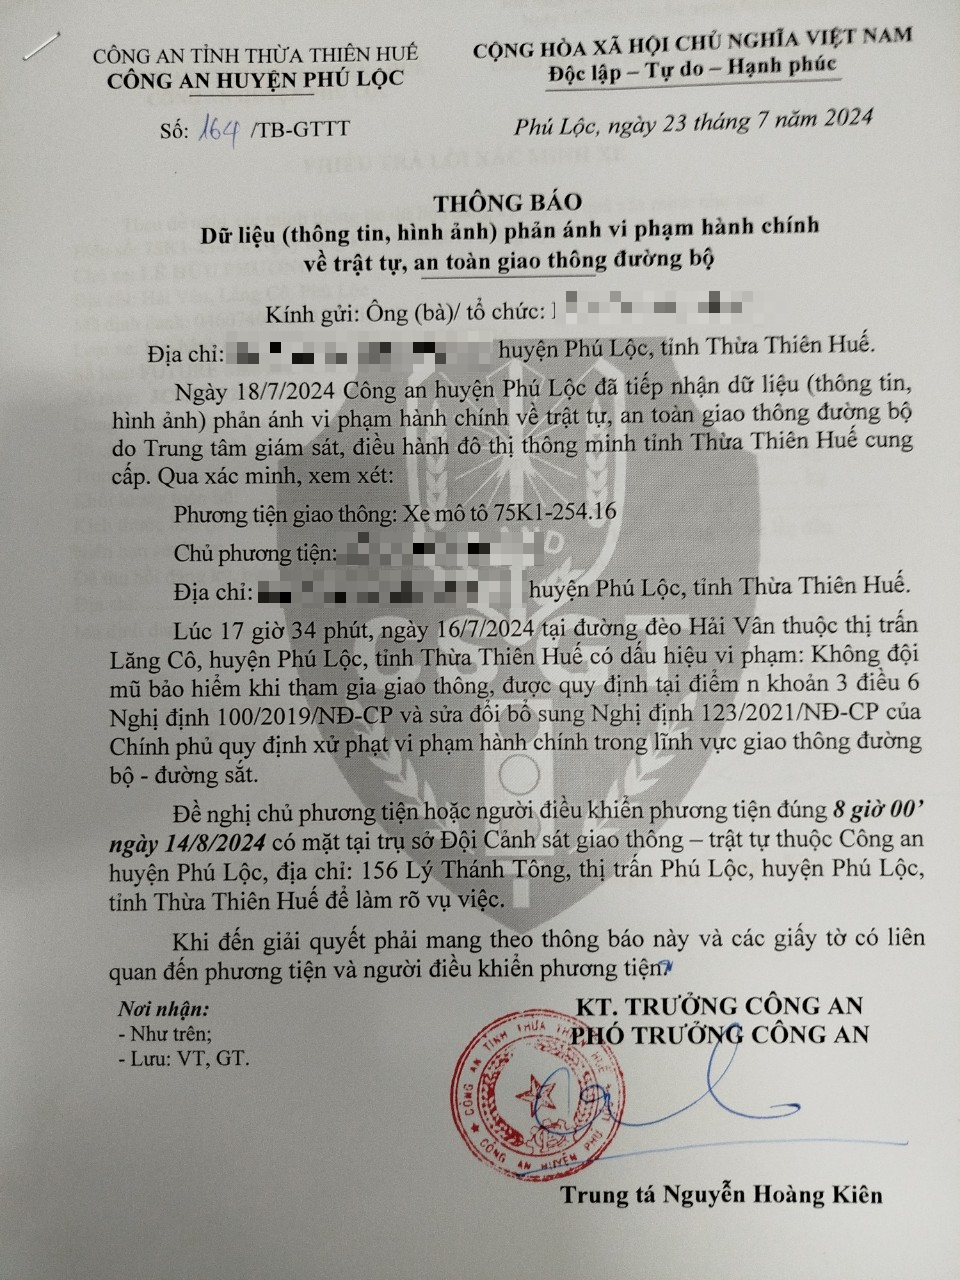 CÔNG AN TỈNH THỪA THIÊN HUẾ
CÔNG AN HUYỆN PHÚ LỘC
Số: 164 /TB-GTTT
CỘNG HÒA XÃ HỘI CHỦ NGHĨA VIỆT NAM
Độc lập – Tự do – Hạnh phúc
Phú Lộc, ngày 23 tháng 7 năm 2024
THÔNG BÁO
Dữ liệu (thông tin, hình ảnh) phản ánh vi phạm hành chính
về trật tự, an toàn giao thông đường bộ
Kính gửi: Ông (bà)/ tổ chức:
Địa chỉ: huyện Phú Lộc, tỉnh Thừa Thiên Huế.
Ngày 18/7/2024 Công an huyện Phú Lộc đã tiếp nhận dữ liệu (thông tin,
hình ảnh) phản ánh vi phạm hành chính về trật tự, an toàn giao thông đường bộ
do Trung tâm giám sát, điều hành đô thị thông minh tỉnh Thừa Thiên Huế cung
cấp. Qua xác minh, xem xét:
Phương tiện giao thông: Xe mô tô 75K1-254.16
Chủ phương tiện:
Địa chỉ: huyện Phú Lộc, tỉnh Thừa Thiên Huế.
Lúc 17 giờ 34 phút, ngày 16/7/2024 tại đường đèo Hải Vân thuộc thị trấn
Lăng Cô, huyện Phú Lộc, tỉnh Thừa Thiên Huế có dấu hiệu vi phạm: Không đội
mũ bảo hiểm khi tham gia giao thông, được quy định tại điểm n khoản 3 điều 6
Nghị định 100/2019/NĐ-CP và sửa đổi bổ sung Nghị định 123/2021/NĐ-CP của
Chính phủ quy định xử phạt vi phạm hành chính trong lĩnh vực giao thông đường
bộ - đường sắt.
Đề nghị chủ phương tiện hoặc người điều khiển phương tiện đúng 8 giờ 00’
ngày 14/8/2024 có mặt tại trụ sở Đội Cảnh sát giao thông – trật tự thuộc Công an
huyện Phú Lộc, địa chỉ: 156 Lý Thánh Tông, thị trấn Phú Lộc, huyện Phú Lộc,
tỉnh Thừa Thiên Huế để làm rõ vụ việc.
Khi đến giải quyết phải mang theo thông báo này và các giấy tờ có liên
quan đến phương tiện và người điều khiển phương tiện.
Nơi nhận:
- Như trên;
- Lưu: VT, GT.
KT. TRƯỞNG CÔNG AN
PHÓ TRƯỞNG CÔNG AN
CÔNG AN TỈNH THỪA THIÊN HUẾ
CÔNG AN HUYỆN PHÚ
Trung tá Nguyễn Hoàng Kiên